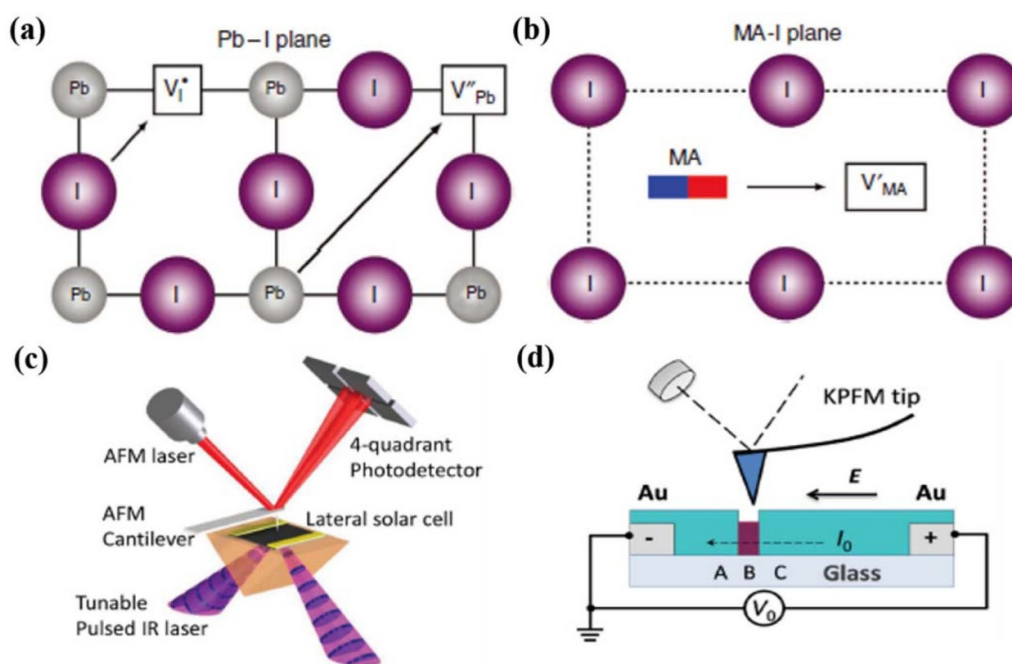 (a)
Pb–I plane
Pb
V•I
Pb
I
V″Pb
I
I
I
Pb
I
Pb
I
Pb
(b)
MA-I plane
I
I
I
MA
V′MA
I
I
I
(c)
AFM laser
4-quadrant
Photodetector
AFM
Cantilever
Lateral solar cell
Tunable
Pulsed IR laser
(d)
KPFM tip
Au
E
Au
-
I0
+
A B C Glass
V0